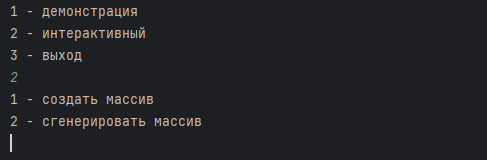 1 - демонстрация
2 - интерактивный
3 - выход
2
1 - создать массив
2 - сгенерировать массив